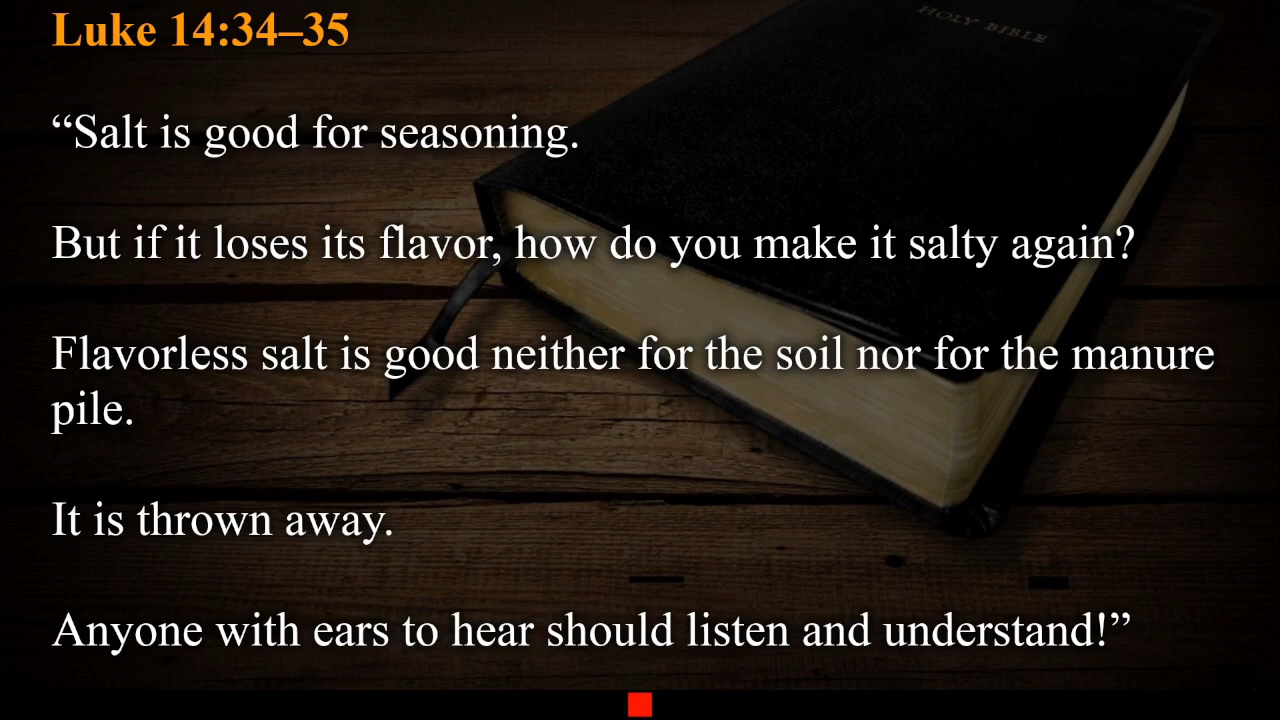 Luke 14:34–35
HOLY BIBLE
“Salt is good for seasoning.
But if it loses its flavor, how do you make it salty again?
Flavorless salt is good neither for the soil nor for the manure
pile.
It is thrown away.
Anyone with ears to hear should listen and understand!”